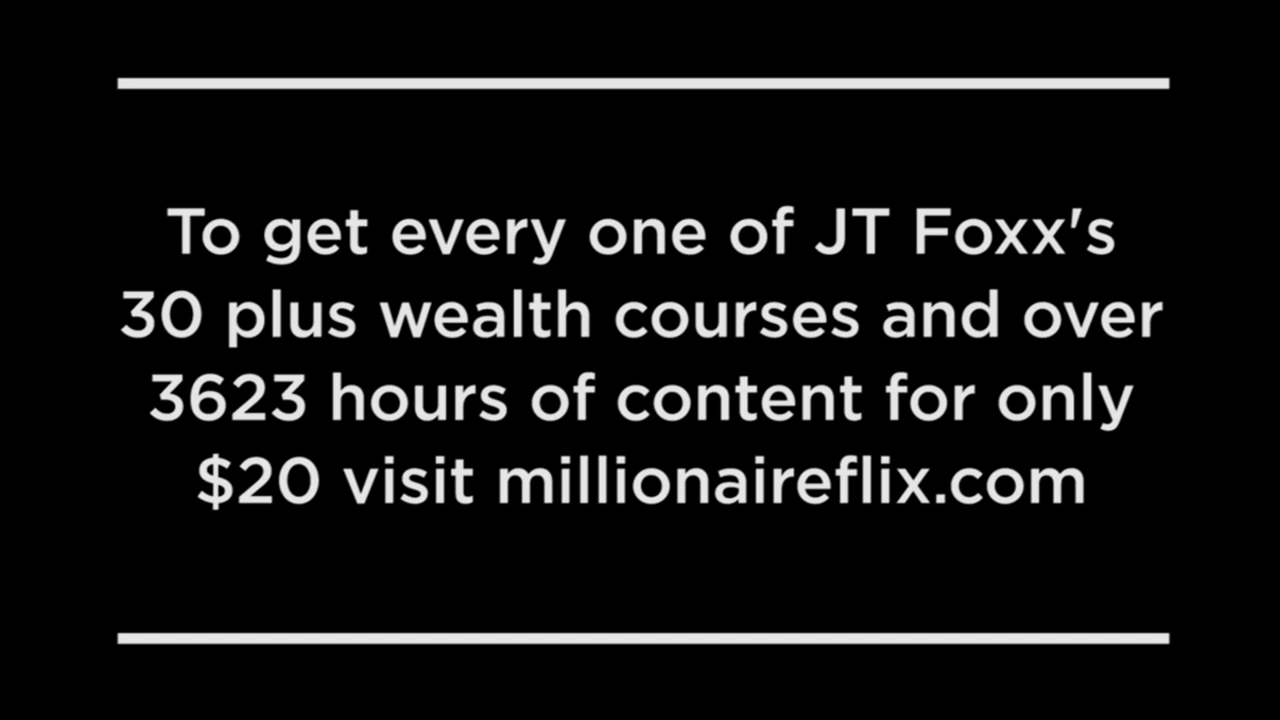 To get every one of JT Foxx's
30 plus wealth courses and over
3623 hours of content for only
$20 visit millionaireflix.com